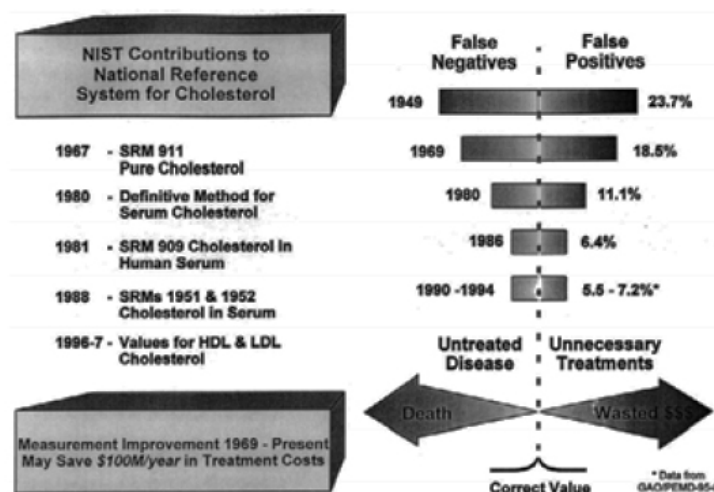 NIST Contributions to
National Reference
System for Cholesterol
1967 - SRM 911
Pure Cholesterol
1980 - Definitive Method for
Serum Cholesterol
1981 - SRM 909 Cholesterol in
Human Serum
1988 - SRMs 1951 & 1952
Cholesterol in Serum
1996-7 - Values for HDL & LDL
Cholesterol
Measurement Improvement 1969 - Present
May Save $100M/year in Treatment Costs
False
Negatives
False
Positives
1949 23.7%
1969 18.5%
1980 11.1%
1986 6.4%
1990 -1994 5.5 - 7.2%*
Untreated
Disease
Unnecessary
Treatments
Death
Wasted $$$
Correct Value
* Data from